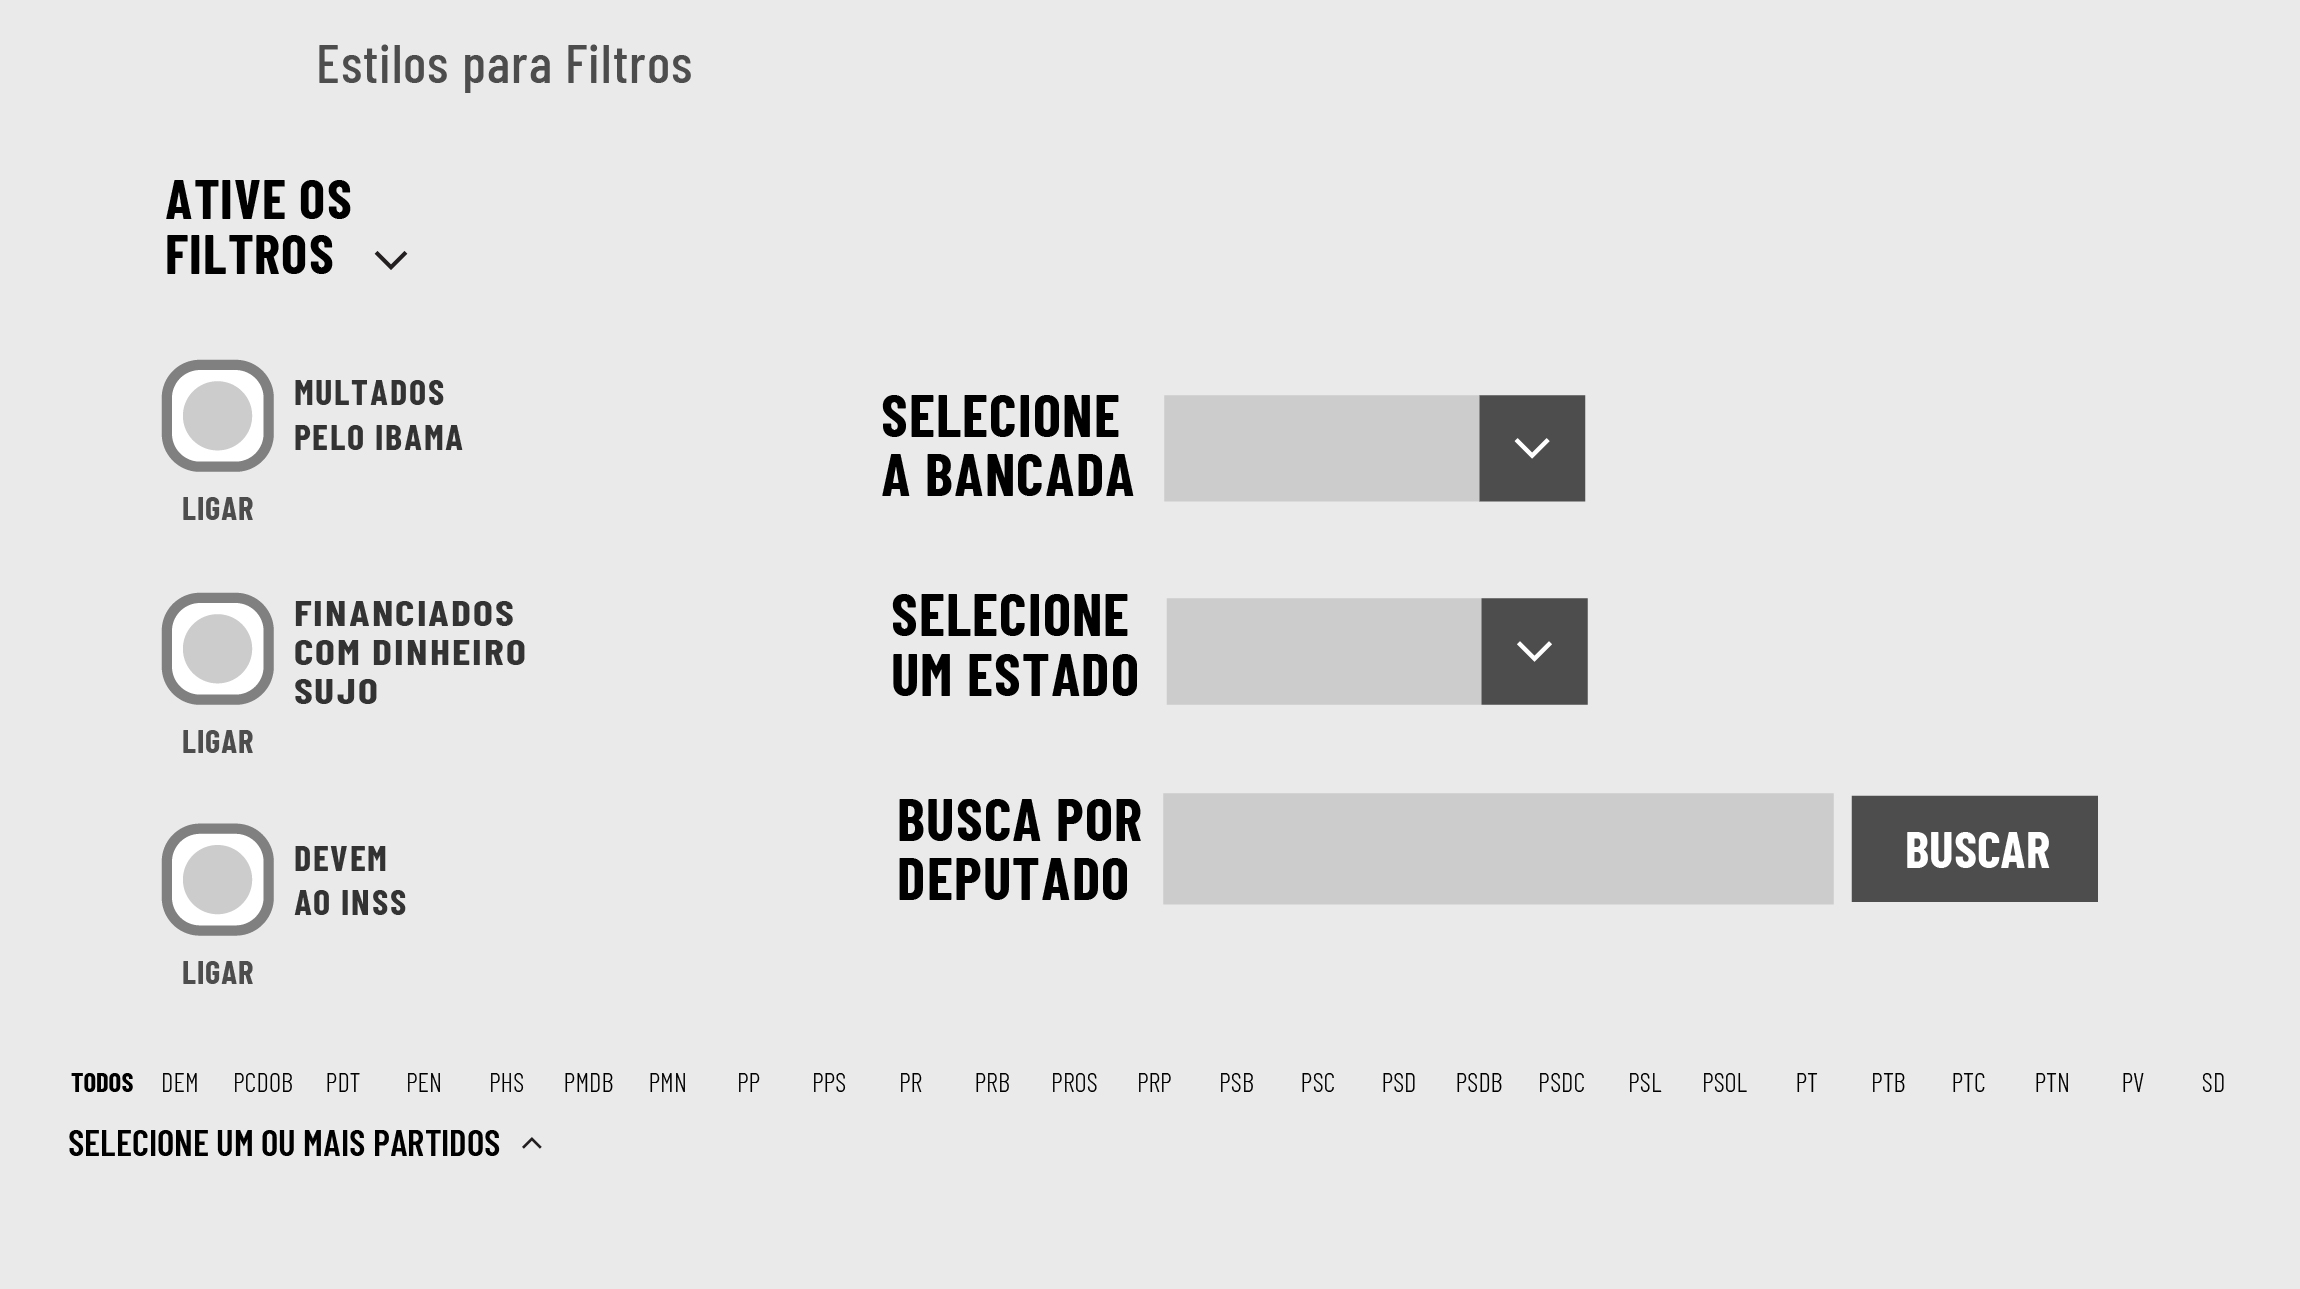 Estilos para Filtros
ATIVE OS
FILTROS
MULTADOS
PELO IBAMA
LIGAR
FINANCIADOS
COM DINHEIRO
SUJO
LIGAR
DEVEM
AO INSS
LIGAR
SELECIONE
A BANCADA
SELECIONE
UM ESTADO
BUSCA POR
DEPUTADO
BUSCAR
TODOS DEM PCDOB PDT PEN PHS PMDB PMN PP PPS PR PRB PROS PRP PSB PSC PSD PSDB PSDC PSL PSOL PT PTB PTC PTN PV SD
SELECIONE UM OU MAIS PARTIDOS